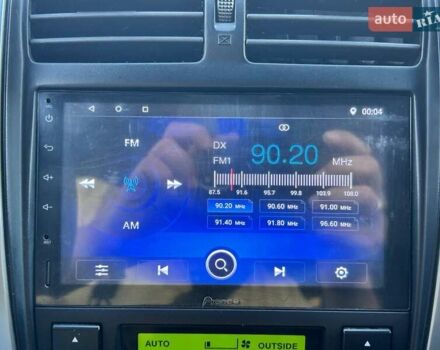 auto RIA
00:04
FM
DX
FM1 90.20 MHz
87.5 91.6 95.7 99.8 103.9 108.0
90.20 MHz 90.60 MHz 91.00 MHz
AM
91.40 MHz 91.80 MHz 96.60 MHz
Pioneer
AUTO OUTSIDE